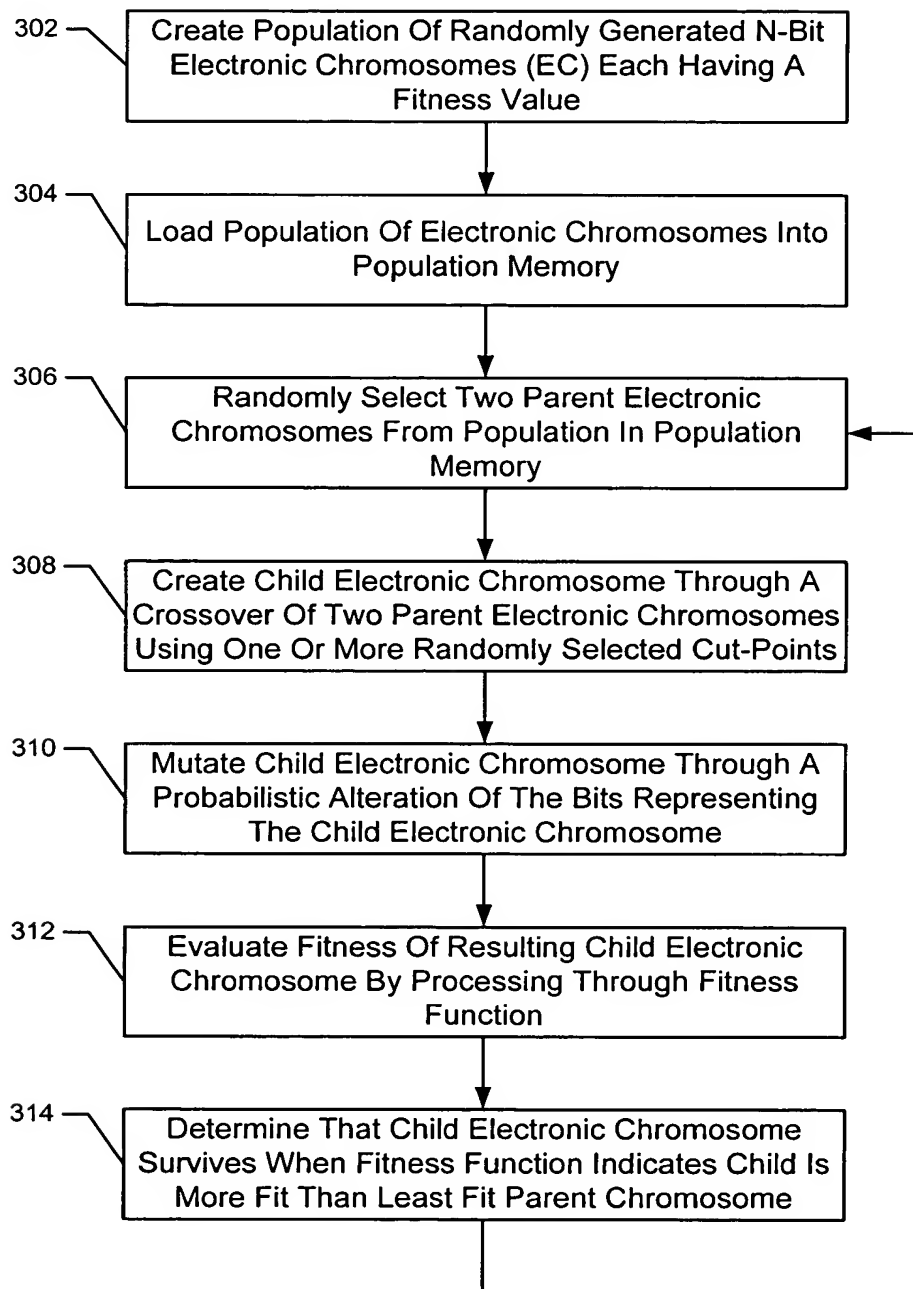 302
Create Population Of Randomly Generated N-Bit
Electronic Chromosomes (EC) Each Having A
Fitness Value
304
Load Population Of Electronic Chromosomes Into
Population Memory
306
Randomly Select Two Parent Electronic
Chromosomes From Population In Population
Memory
308
Create Child Electronic Chromosome Through A
Crossover Of Two Parent Electronic Chromosomes
Using One Or More Randomly Selected Cut-Points
310
Mutate Child Electronic Chromosome Through A
Probabilistic Alteration Of The Bits Representing
The Child Electronic Chromosome
312
Evaluate Fitness Of Resulting Child Electronic
Chromosome By Processing Through Fitness
Function
314
Determine That Child Electronic Chromosome
Survives When Fitness Function Indicates Child Is
More Fit Than Least Fit Parent Chromosome